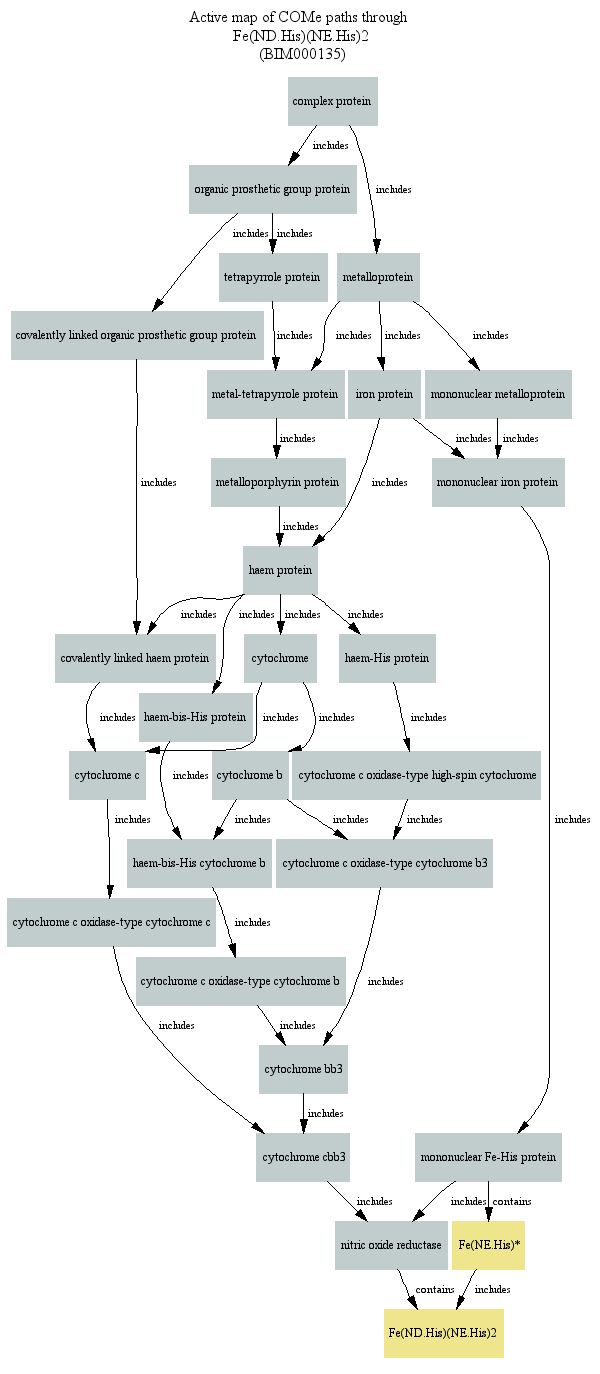 Active map of COMe paths through
Fe(ND.His)(NE.His)2
(BIM000135)
complex protein
includes
organic prosthetic group protein
includes
includes includes
tetrapyrrole protein
metalloprotein
covalently linked organic prosthetic group protein
includes
includes
includes
includes
metal-tetrapyrrole protein
iron protein
mononuclear metalloprotein
includes
includes
includes
metalloporphyrin protein
mononuclear iron protein
includes
includes
includes
haem protein
includes
includes
includes
includes
covalently linked haem protein
cytochrome
haem-His protein
haem-bis-His protein
includes
includes
includes
includes
cytochrome c
cytochrome b
cytochrome c oxidase-type high-spin cytochrome
includes
includes
includes
includes
includes
includes
haem-bis-His cytochrome b
cytochrome c oxidase-type cytochrome b3
cytochrome c oxidase-type cytochrome c
includes
cytochrome c oxidase-type cytochrome b
includes
includes
includes
cytochrome bb3
includes
cytochrome cbb3
mononuclear Fe-His protein
includes
includes
contains
nitric oxide reductase
Fe(NE.His)*
contains
includes
Fe(ND.His)(NE.His)2